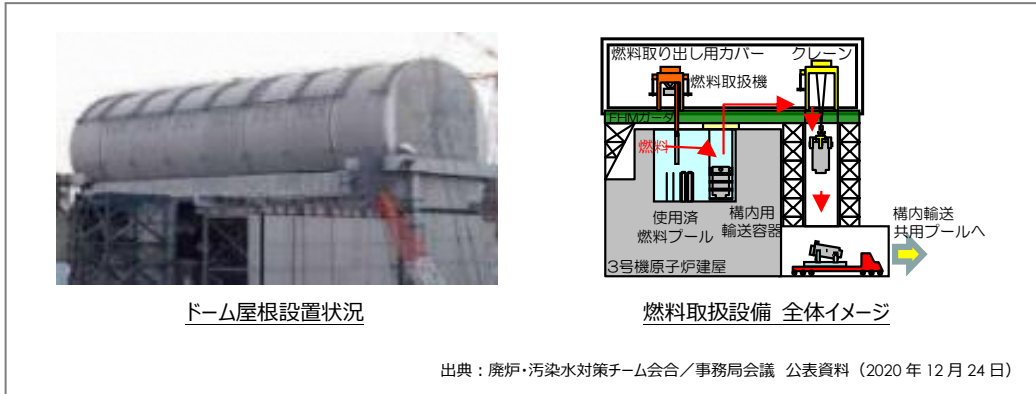 燃料取り出し用カバー
クレーン
燃料取扱機
FHMガーダ
燃料
使用済
燃料プール
構内用
輸送容器
構内輸送
共用プールへ
3号機原子炉建屋
ドーム屋根設置状況
燃料取扱設備 全体イメージ
出典：廃炉・汚染水対策チーム会合／事務局会議 公表資料（2020 年 12 月 24 日）